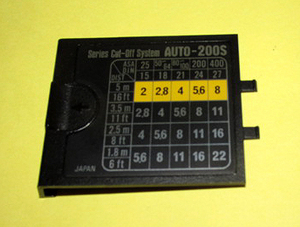 Series Cut-Off System AUTO-200S
ASA 25 50~64 80~100 200 400
DIN 15 18 21 24 27
DIST
5 m 16 ft 2 2,8 4 5,6 8
3.5 m 11 ft 2,8 4 5,6 8 11
2.5 m 8 ft 4 5,6 8 11 16
1.8 m 6 ft 5,6 8 11 16 22
JAPAN